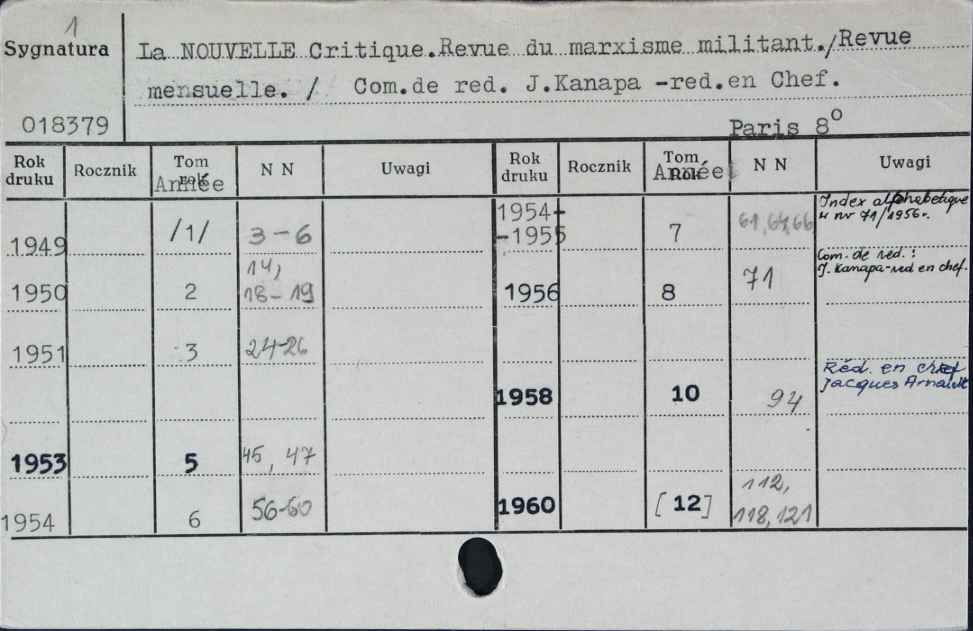 1
Sygnatura
La NOUVELLE Critique.Revue du marxisme militant./Revue
mensuelle. / Com.de red. J.Kanapa -red.en Chef.
018379
Paris 8o
Rok druku Rocznik Tom rok Année N N Uwagi Rok druku Rocznik Tom Rok Année N N Uwagi
1949 /1/ 3-6
1950 2 14, 18-19
1951 3 24-26
1953 5 45, 47
1954 6 56-60
1954--1955 7 61,64,66 Index alphabetique
w nr 71/1956r.
1956 8 71 Com. de réd.:
J. Kanapa-red en chef.
1958 10 94 Réd. en chef
Jacques Arnault
1960 [12] 112,
118,121